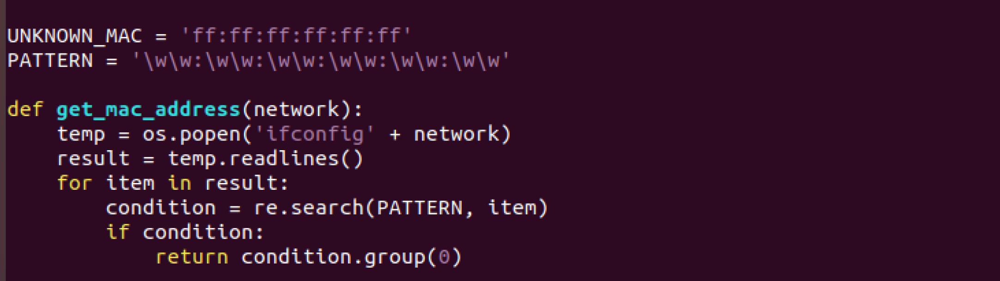 UNKNOWN_MAC = 'ff:ff:ff:ff:ff:ff'
PATTERN = '\w\w:\w\w:\w\w:\w\w:\w\w:\w\w'
def get_mac_address(network):
    temp = os.popen('ifconfig' + network)
    result = temp.readlines()
    for item in result:
        condition = re.search(PATTERN, item)
        if condition:
            return condition.group(0)